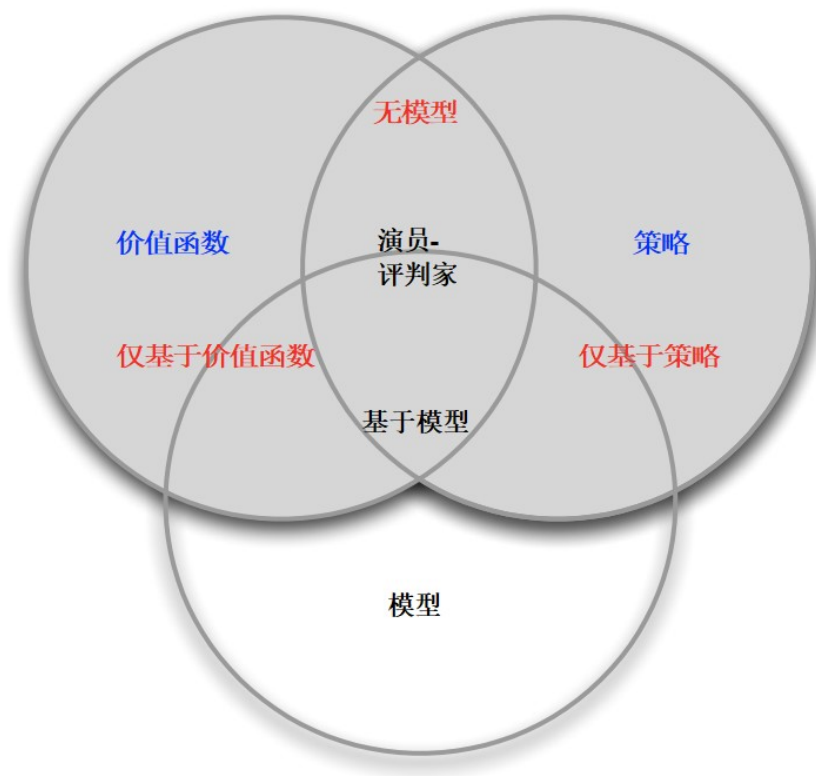 无模型
价值函数
演员-
评判家
策略
仅基于价值函数
仅基于策略
基于模型
模型